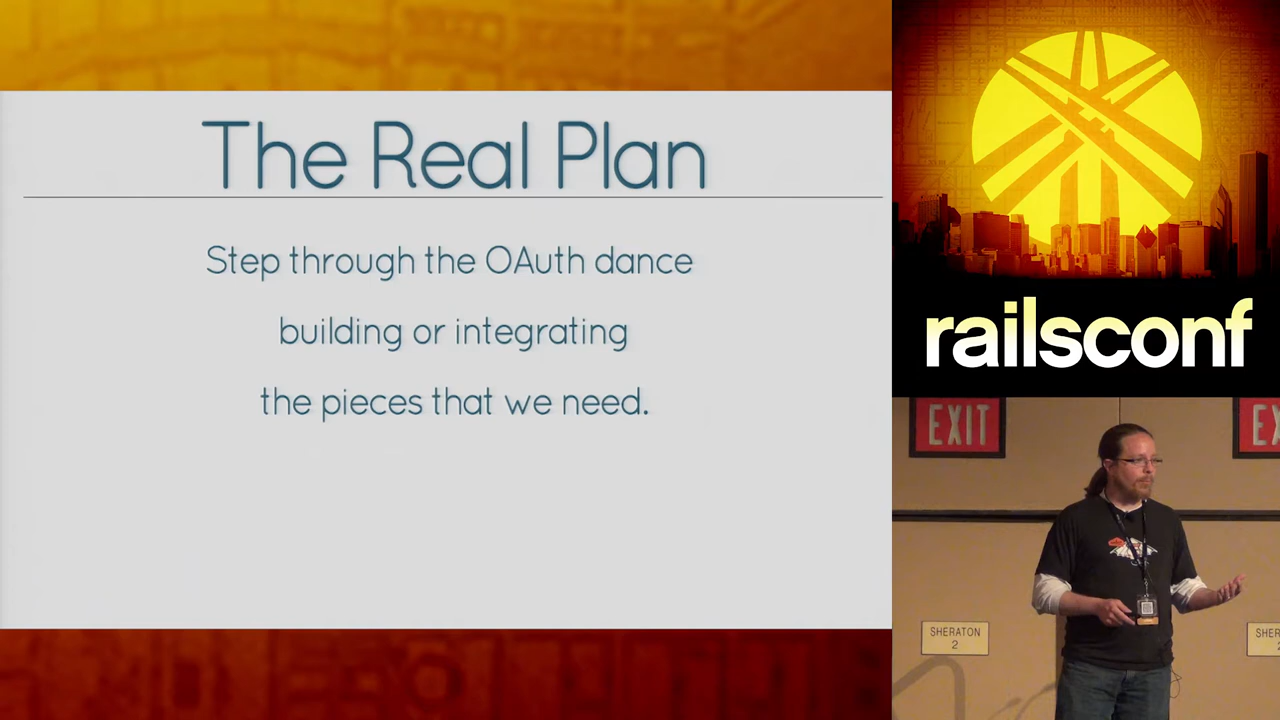 The Real Plan
Step through the OAuth dance
building or integrating
the pieces that we need.
railsconf
EXIT
EX
SHERATON
2
SHER